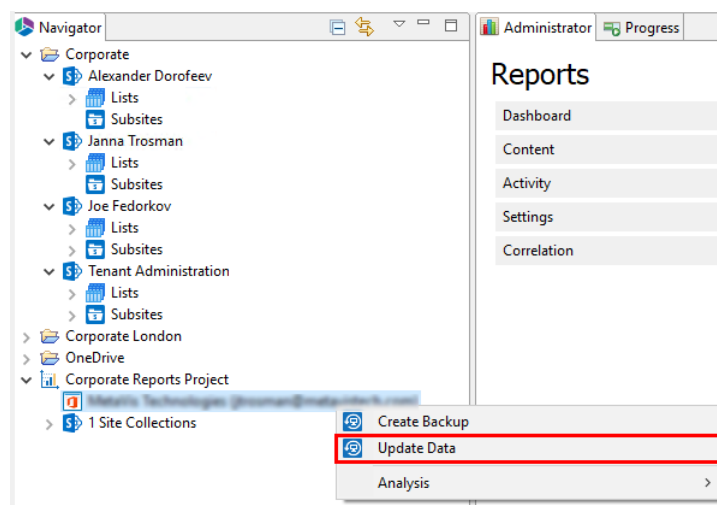 Navigator
Corporate
Alexander Dorofeev
Lists
Subsites
Janna Trosman
Lists
Subsites
Joe Fedorkov
Lists
Subsites
Tenant Administration
Lists
Subsites
Corporate London
OneDrive
Corporate Reports Project
1 Site Collections
Administrator
Progress
Reports
Dashboard
Content
Activity
Settings
Correlation
Create Backup
Update Data
Analysis